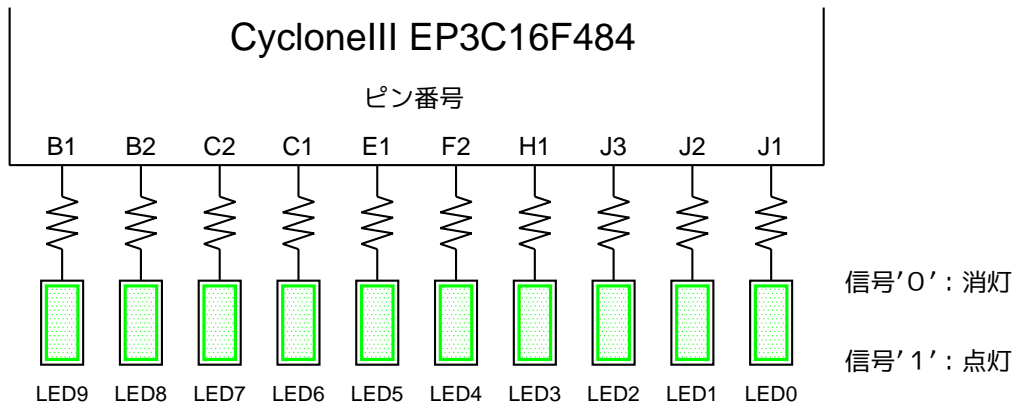 CycloneIII EP3C16F484
ピン番号
B1 B2 C2 C1 E1 F2 H1 J3 J2 J1
信号’0’：消灯
信号’1’：点灯
LED9 LED8 LED7 LED6 LED5 LED4 LED3 LED2 LED1 LED0